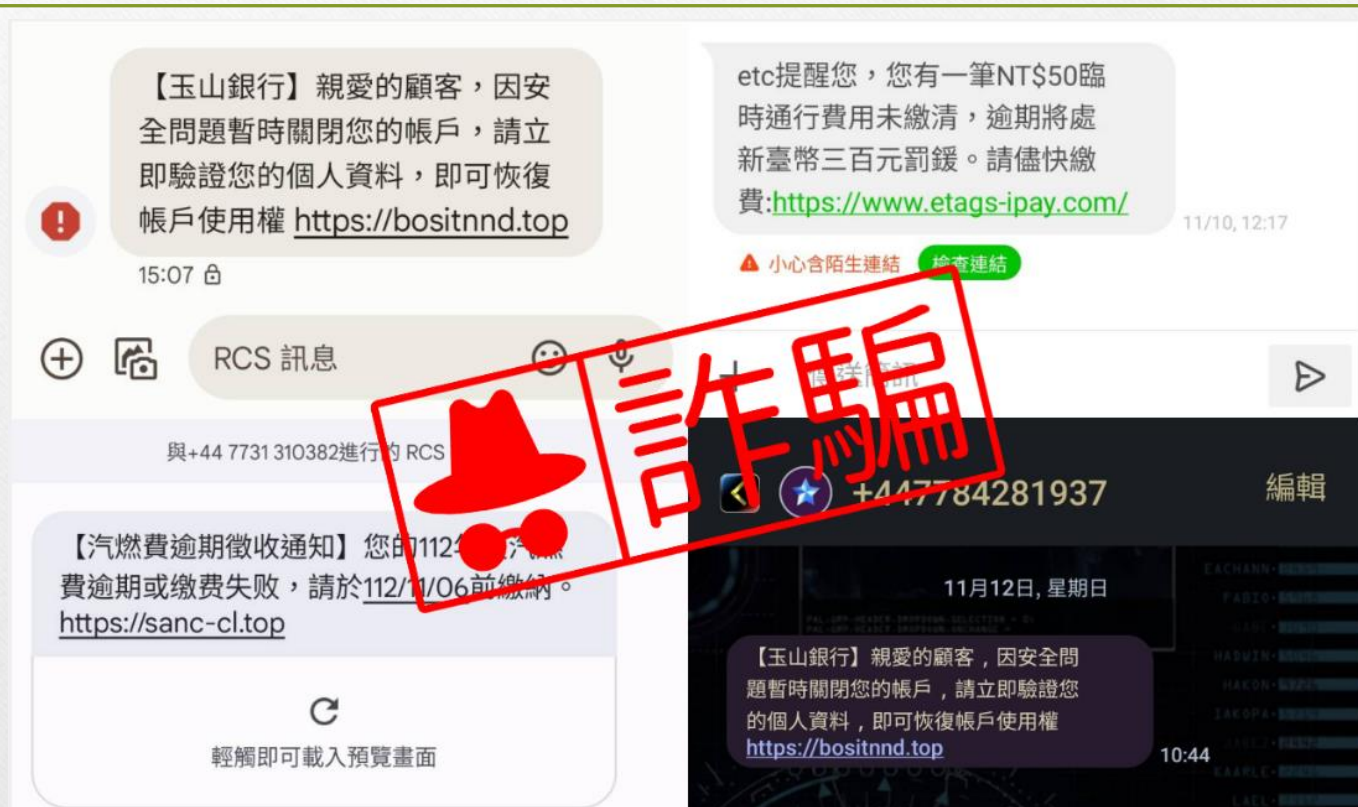 【玉山銀行】親愛的顧客，因安
全問題暫時關閉您的帳戶，請立
即驗證您的個人資料，即可恢復
帳戶使用權 https://bositnnd.top
15:07
RCS 訊息
etc提醒您，您有一筆NT$50臨
時通行費用未繳清，逾期將處
新臺幣三百元罰鍰。請儘快繳
費:https://www.etags-ipay.com/
11/10, 12:17
小心含陌生連結
檢查連結
詐騙
與+44 7731 310382進行的 RCS
【汽燃費逾期徵收通知】您的112
費逾期或缴费失败，請於112/11/06前繳納。
https://sanc-cl.top
輕觸即可載入預覽畫面
+447784281937
編輯
11月12日, 星期日
【玉山銀行】親愛的顧客，因安全問
題暫時關閉您的帳戶，請立即驗證您
的個人資料，即可恢復帳戶使用權
https://bositnnd.top
10:44
EACHANN
FABIO
HAKON